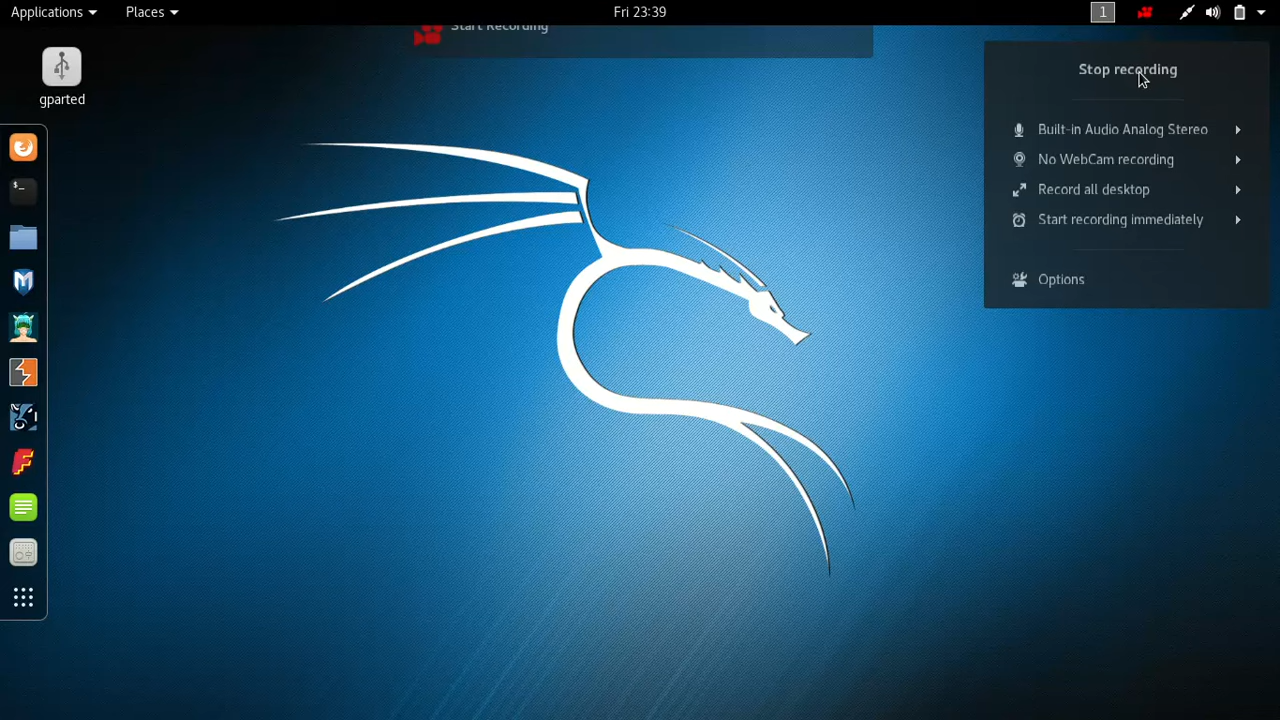 Applications Places Fri 23:39 1
Start Recording
gparted
Stop recording
Built-in Audio Analog Stereo
No WebCam recording
Record all desktop
Start recording immediately
Options